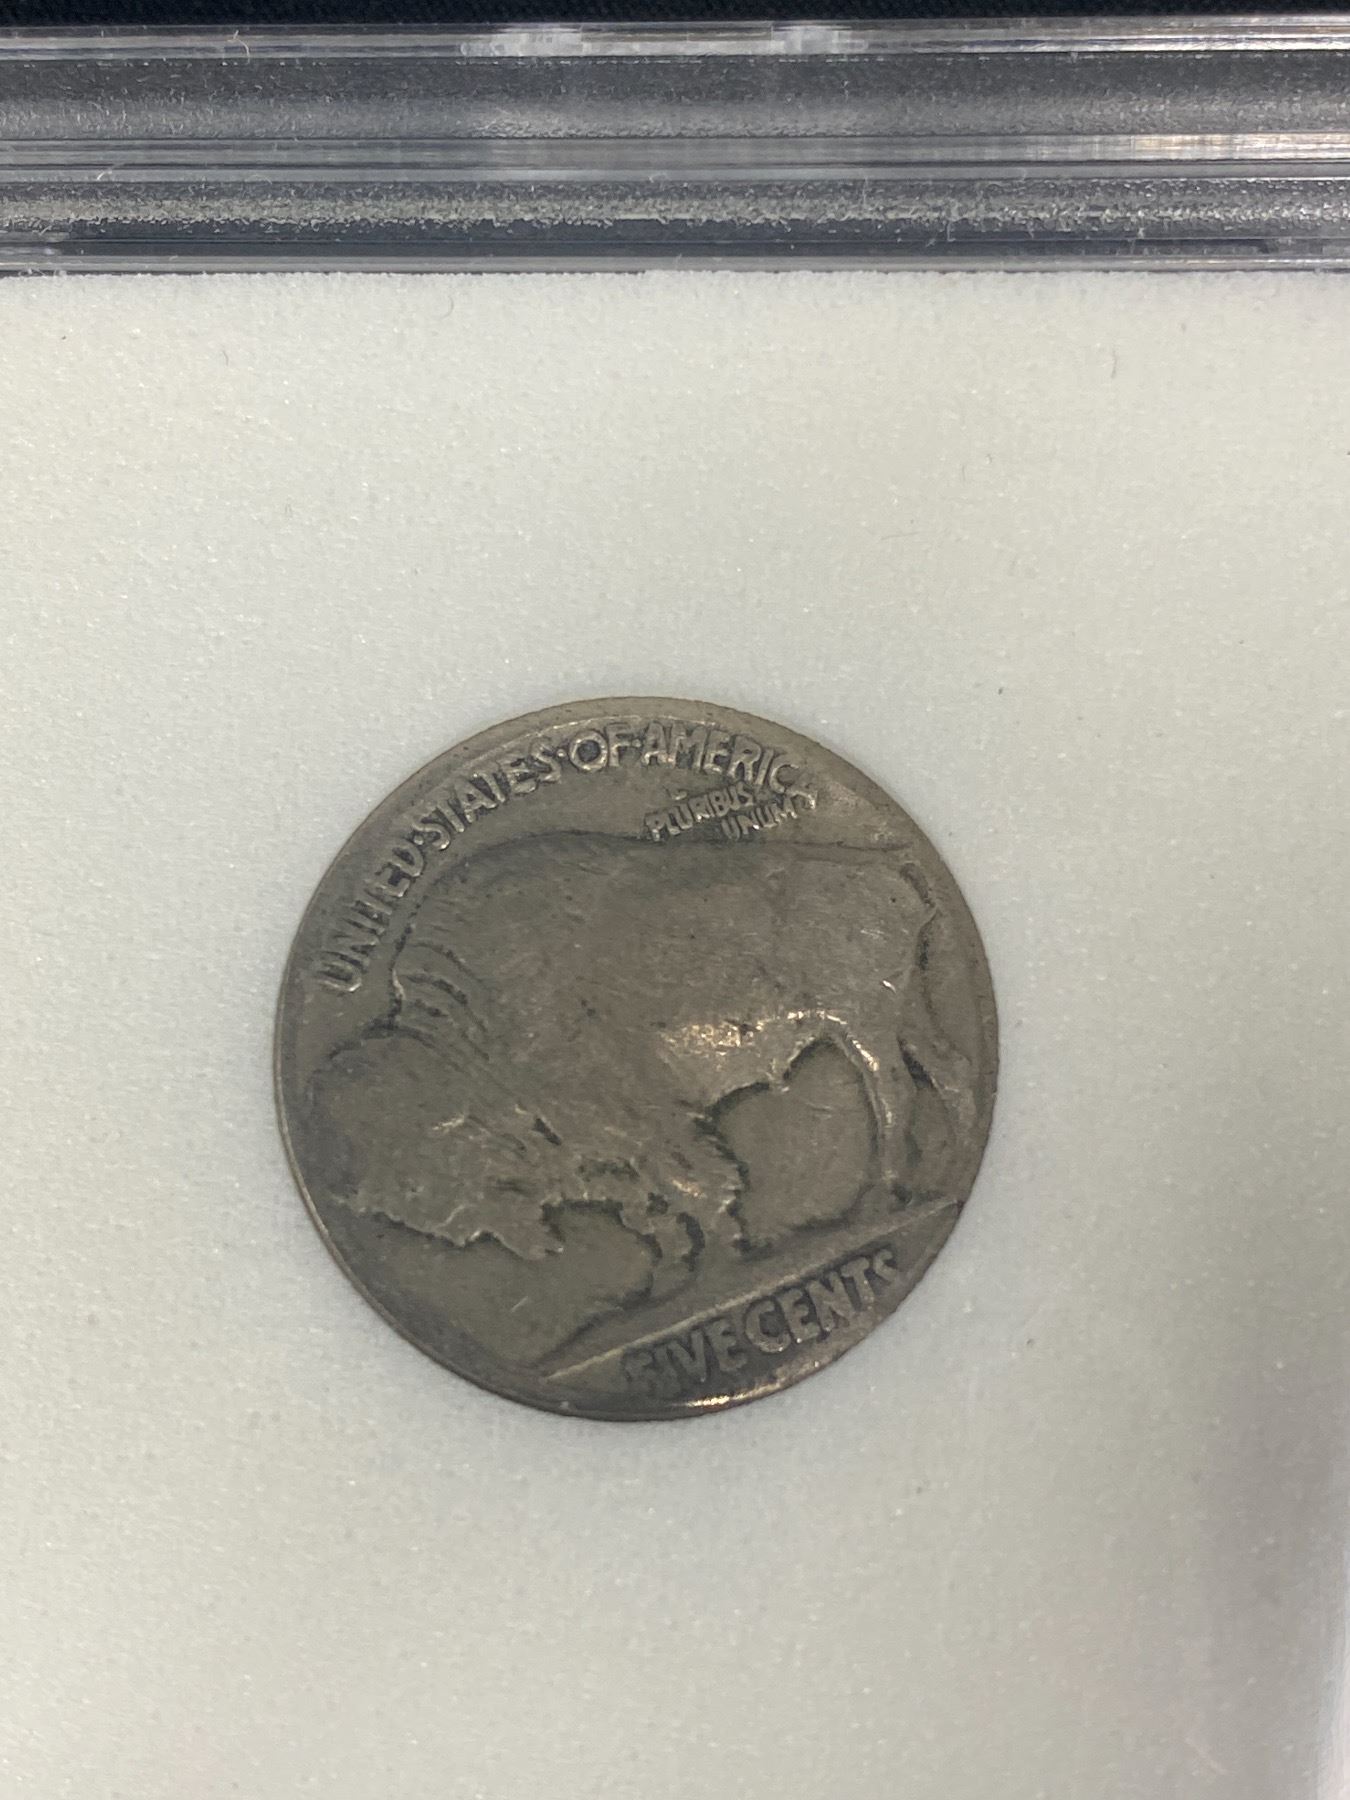 UNITED·STATES·OF·AMERICA
E
PLURIBUS
UNUM
FIVE CENTS